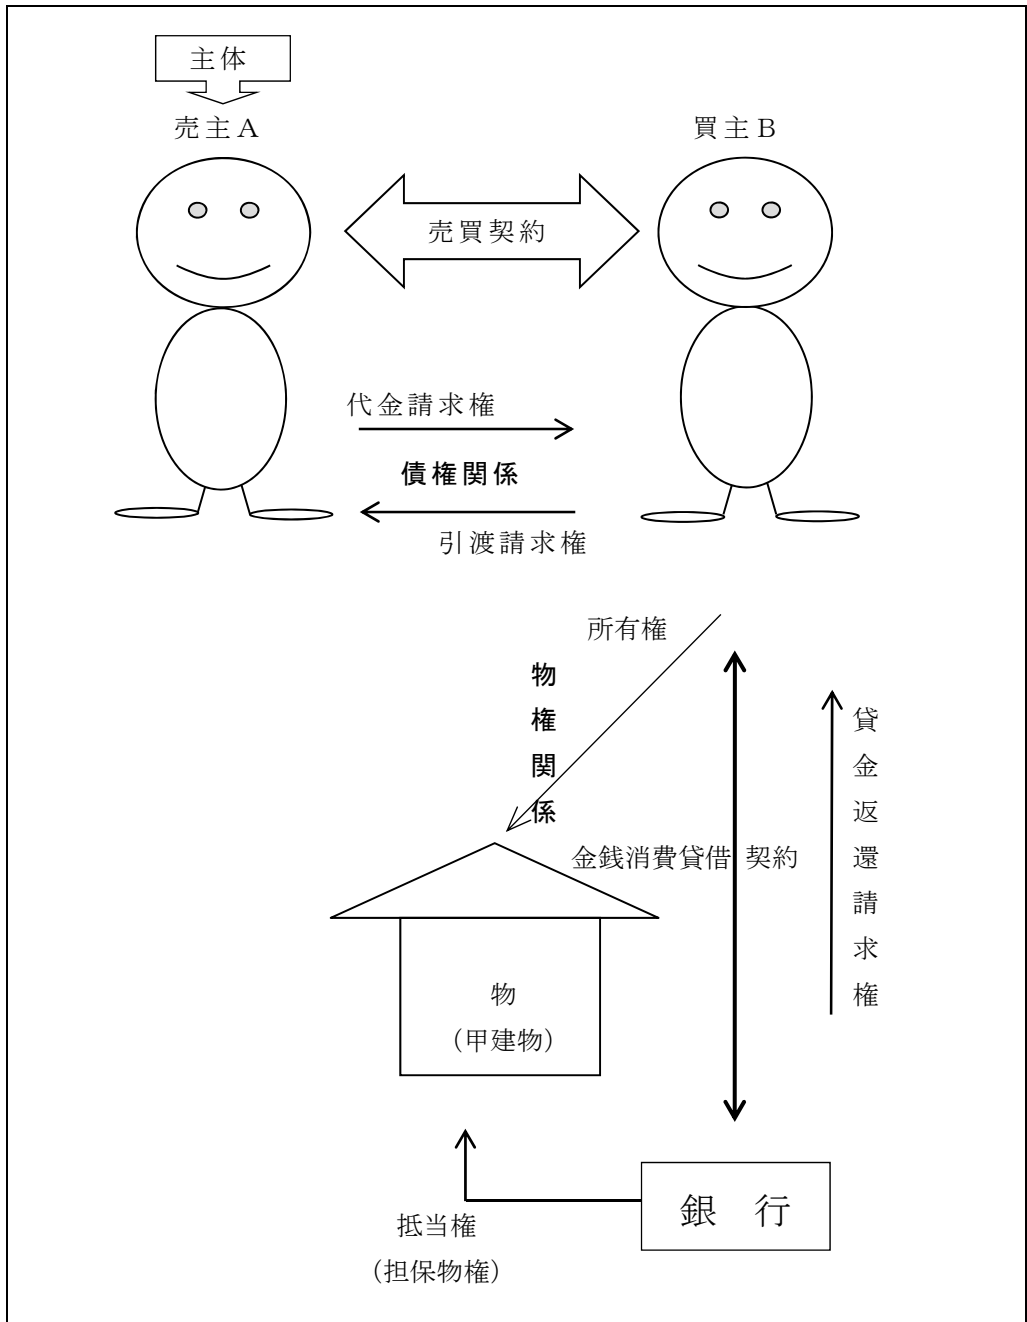 主体
売主A
買主B
売買契約
代金請求権
債権関係
引渡請求権
所有権
物権関係
金銭消費貸借 契約
貸金返還請求権
物
（甲建物）
銀 行
抵当権
（担保物権）